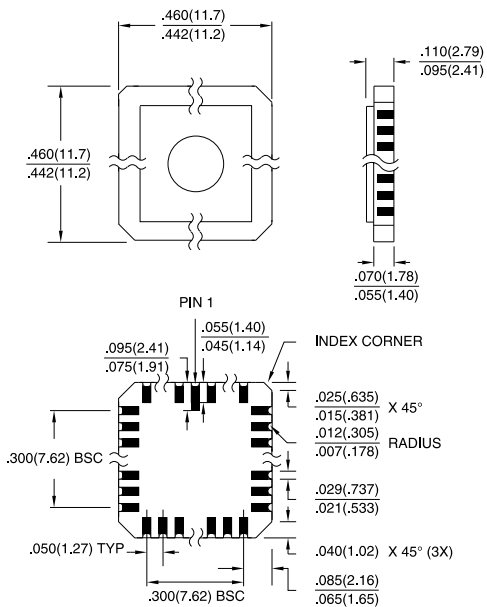 .460(11.7)
.442(11.2)
.110(2.79)
.095(2.41)
.460(11.7)
.442(11.2)
.070(1.78)
.055(1.40)
PIN 1
.055(1.40)
.045(1.14)
INDEX CORNER
.095(2.41)
.075(1.91)
.025(.635)
.015(.381)
X 45°
.012(.305)
.007(.178)
RADIUS
.300(7.62) BSC
.029(.737)
.021(.533)
.050(1.27) TYP
.040(1.02) X 45° (3X)
.085(2.16)
.065(1.65)
.300(7.62) BSC